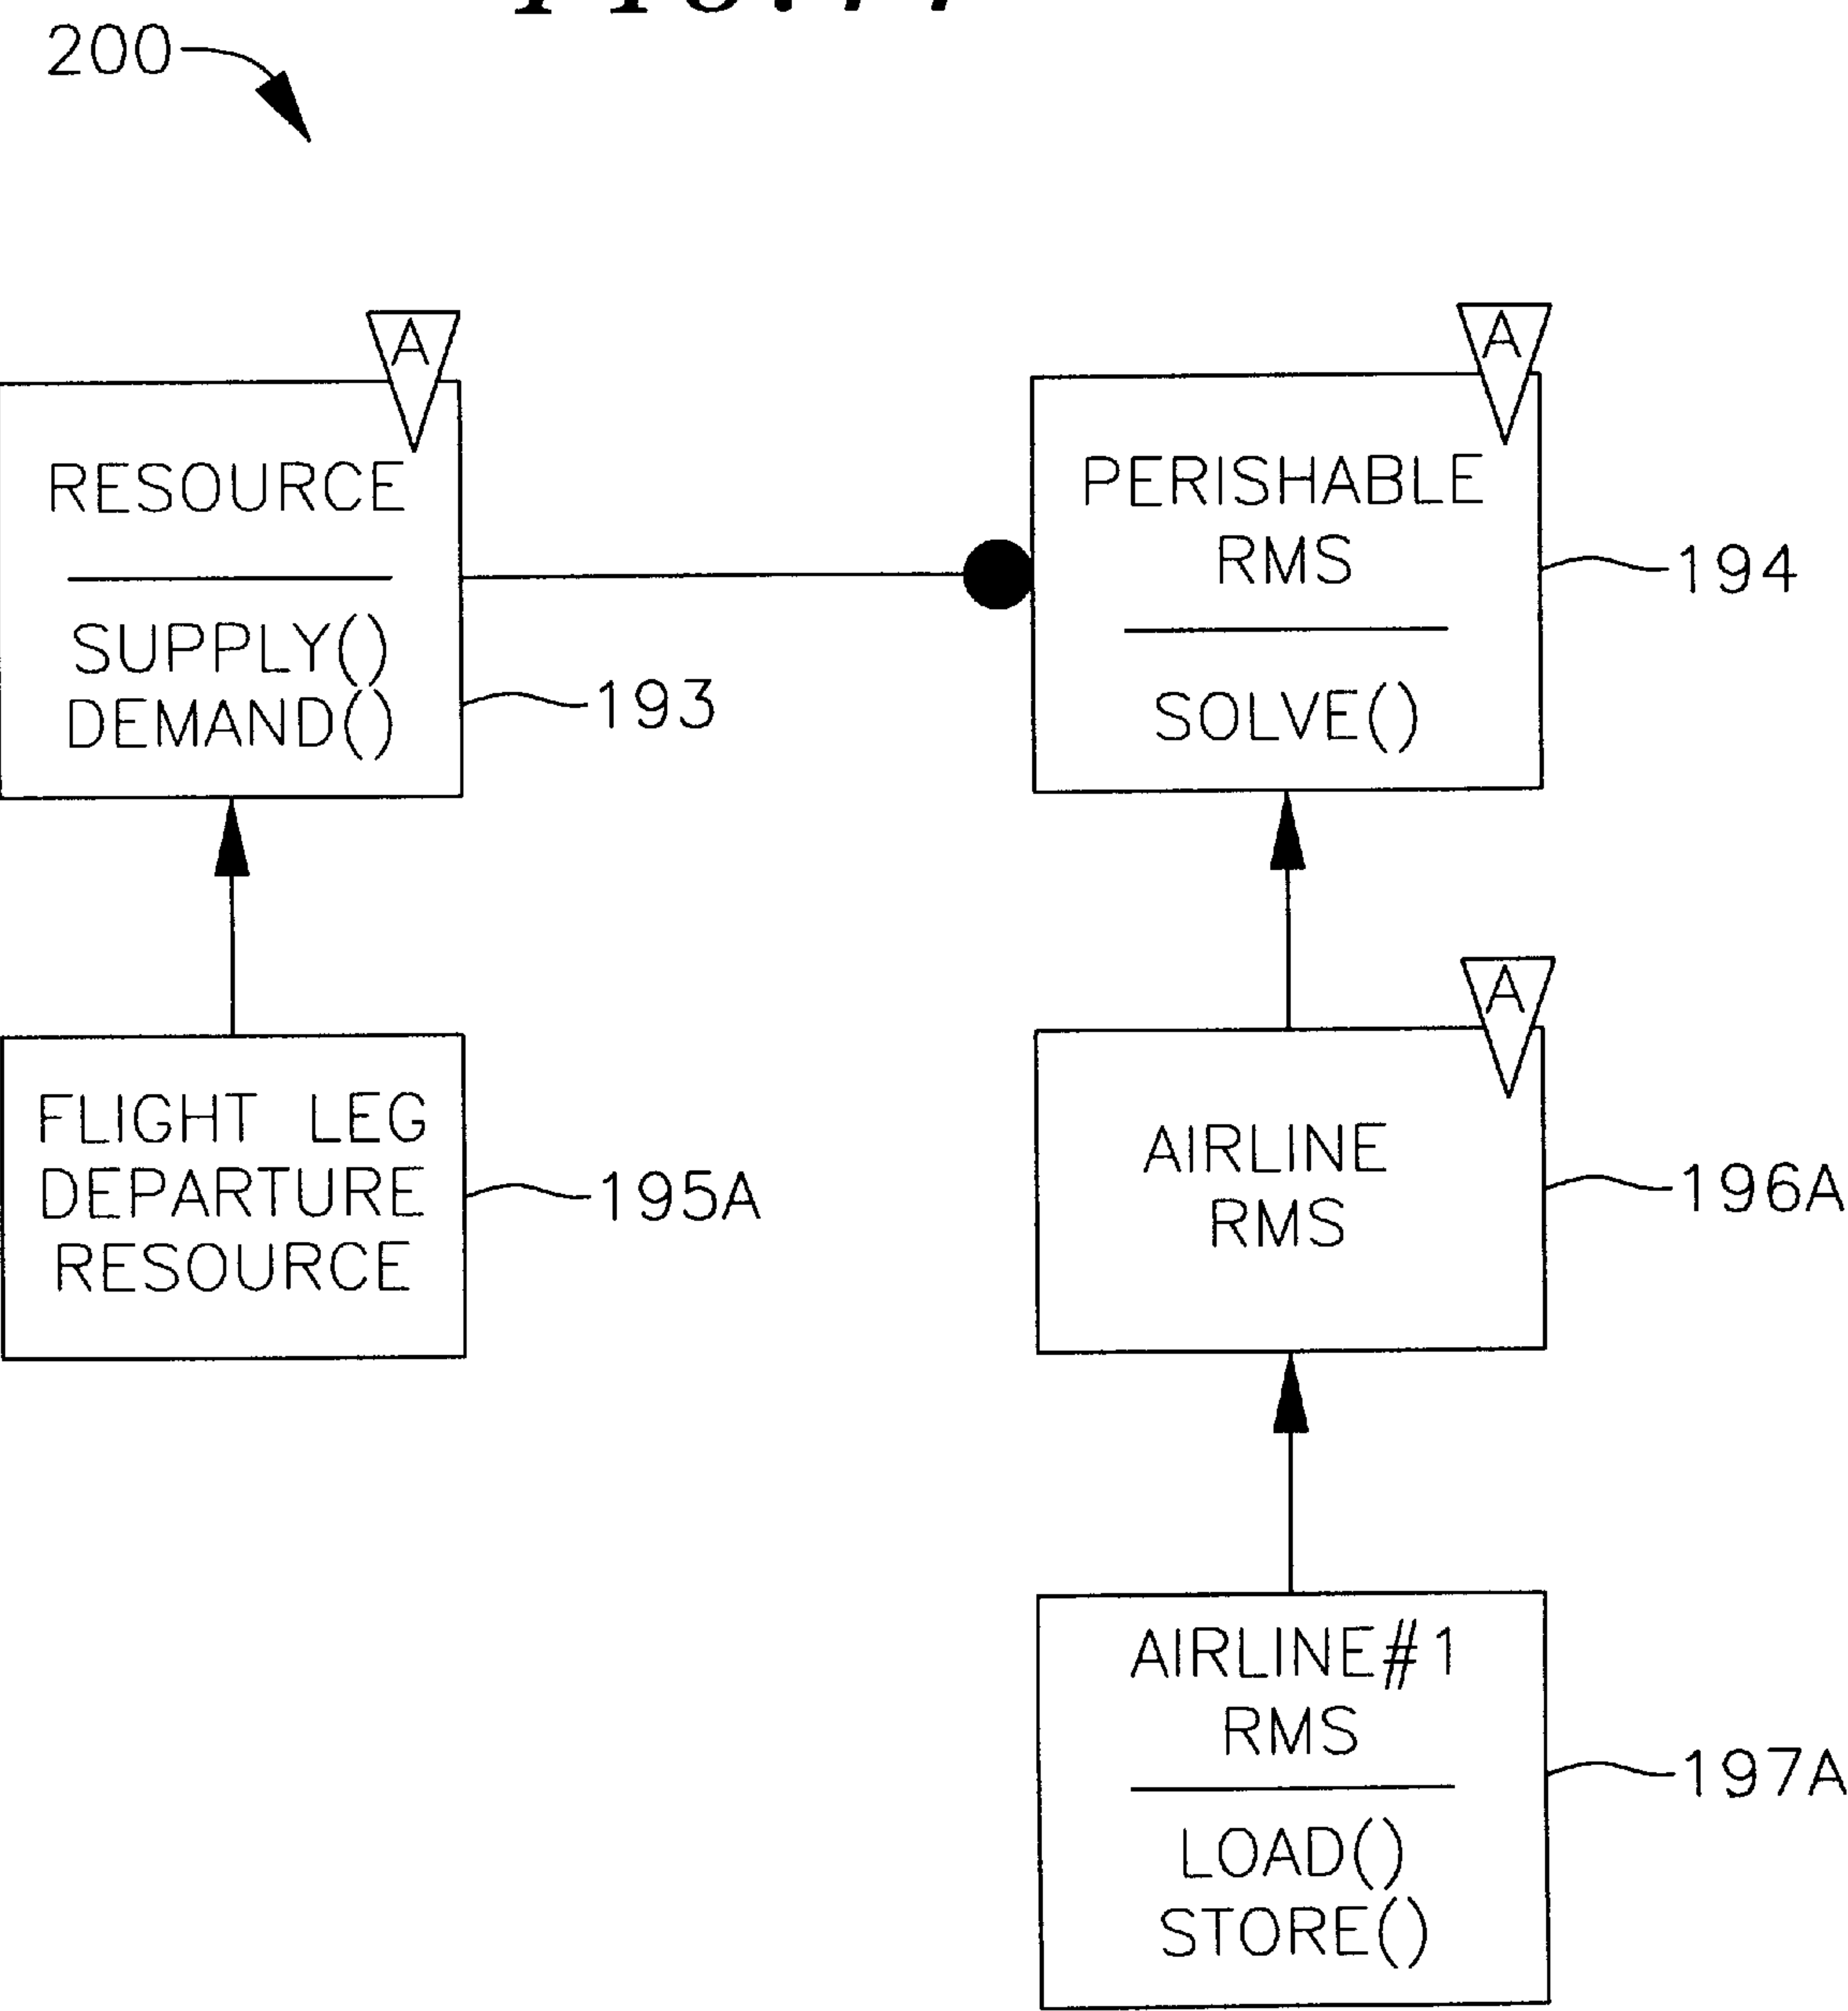 200
A
RESOURCE
SUPPLY()
DEMAND()
193
A
PERISHABLE
RMS
SOLVE()
194
FLIGHT LEG
DEPARTURE
RESOURCE
195A
A
AIRLINE
RMS
196A
AIRLINE#1
RMS
LOAD()
STORE()
197A